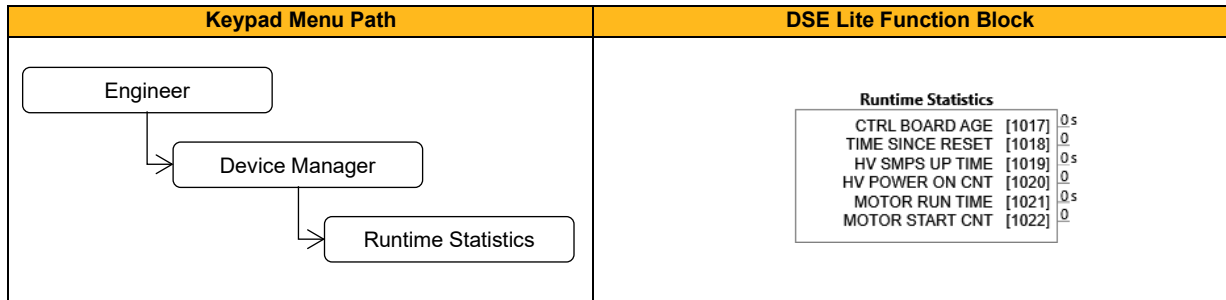 Keypad Menu Path
DSE Lite Function Block
Engineer
Device Manager
Runtime Statistics
Runtime Statistics
CTRL BOARD AGE [1017] 0 s
TIME SINCE RESET [1018] 0
HV SMPS UP TIME [1019] 0 s
HV POWER ON CNT [1020] 0
MOTOR RUN TIME [1021] 0 s
MOTOR START CNT [1022] 0